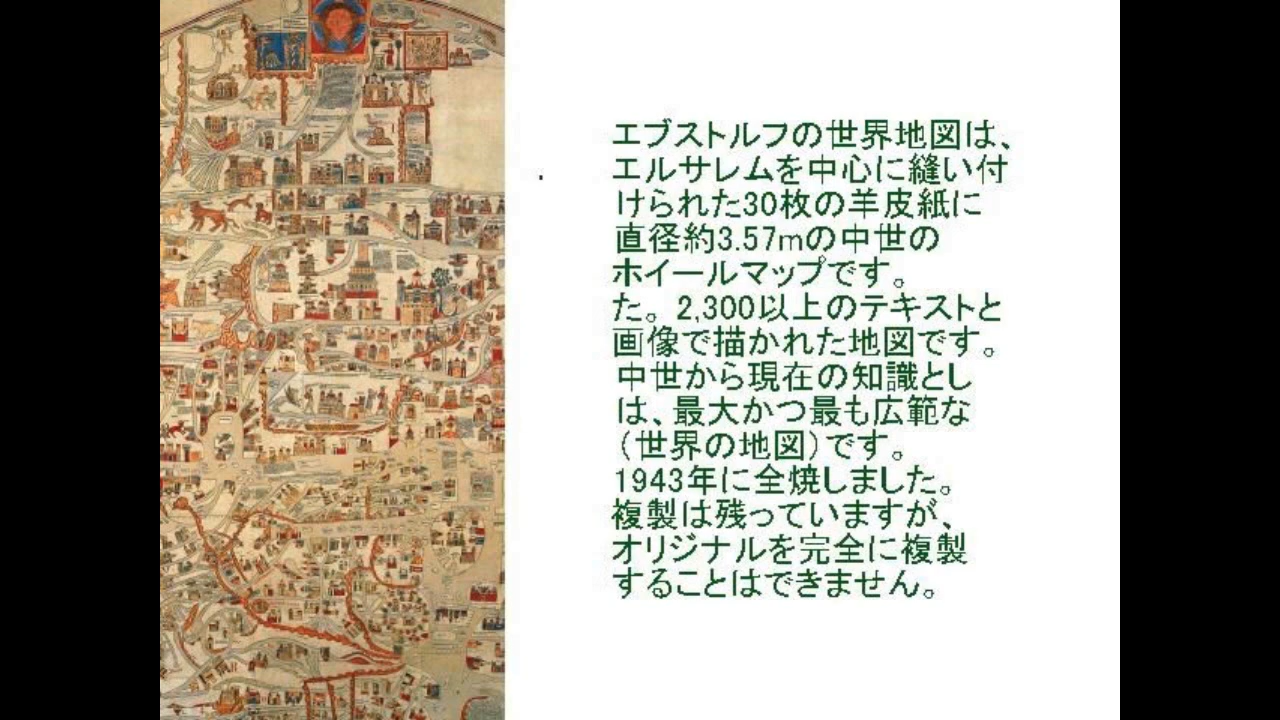 エブストルフの世界地図は、
エルサレムを中心に縫い付
けられた30枚の羊皮紙に
直径約3.57mの中世の
ホイールマップです。
た。2,300以上のテキストと
画像で描かれた地図です。
中世から現在の知識とし
は、最大かつ最も広範な
（世界の地図）です。
1943年に全焼しました。
複製は残っていますが、
オリジナルを完全に複製
することはできません。